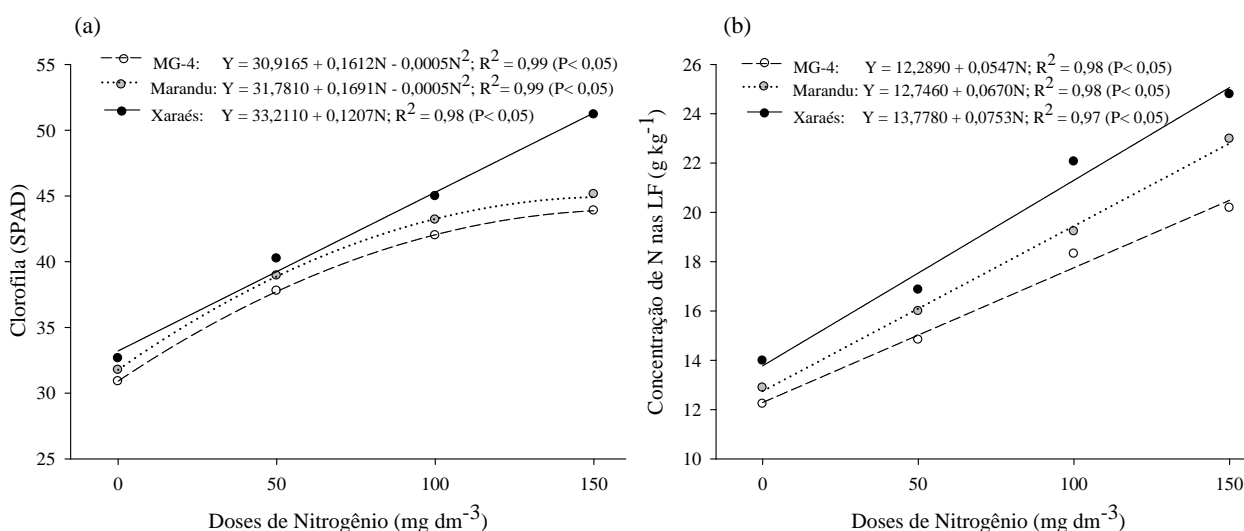 (a)
MG-4: Y = 30,9165 + 0,1612N - 0,0005N²; R² = 0,99 (P< 0,05)
Marandu: Y = 31,7810 + 0,1691N - 0,0005N²; R²= 0,99 (P< 0,05)
Xaraés: Y = 33,2110 + 0,1207N; R² = 0,98 (P< 0,05)
Clorofila (SPAD)
55
50
45
40
35
30
25
0 50 100 150
Doses de Nitrogênio (mg dm⁻³)
(b)
MG-4: Y = 12,2890 + 0,0547N; R² = 0,98 (P< 0,05)
Marandu: Y = 12,7460 + 0,0670N; R² = 0,98 (P< 0,05)
Xaraés: Y = 13,7780 + 0,0753N; R² = 0,97 (P< 0,05)
Concentração de N nas LF (g kg⁻¹)
26
24
22
20
18
16
14
12
10
0 50 100 150
Doses de Nitrogênio (mg dm⁻³)